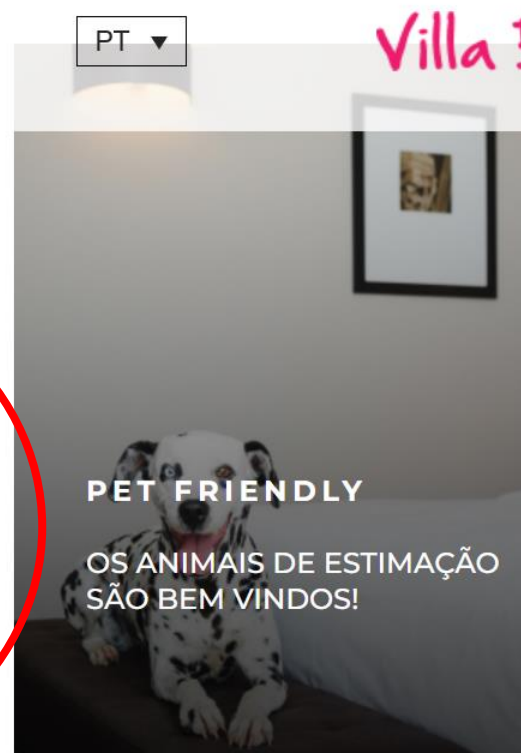 PT
Villa
PET FRIENDLY
OS ANIMAIS DE ESTIMAÇÃO
SÃO BEM VINDOS!